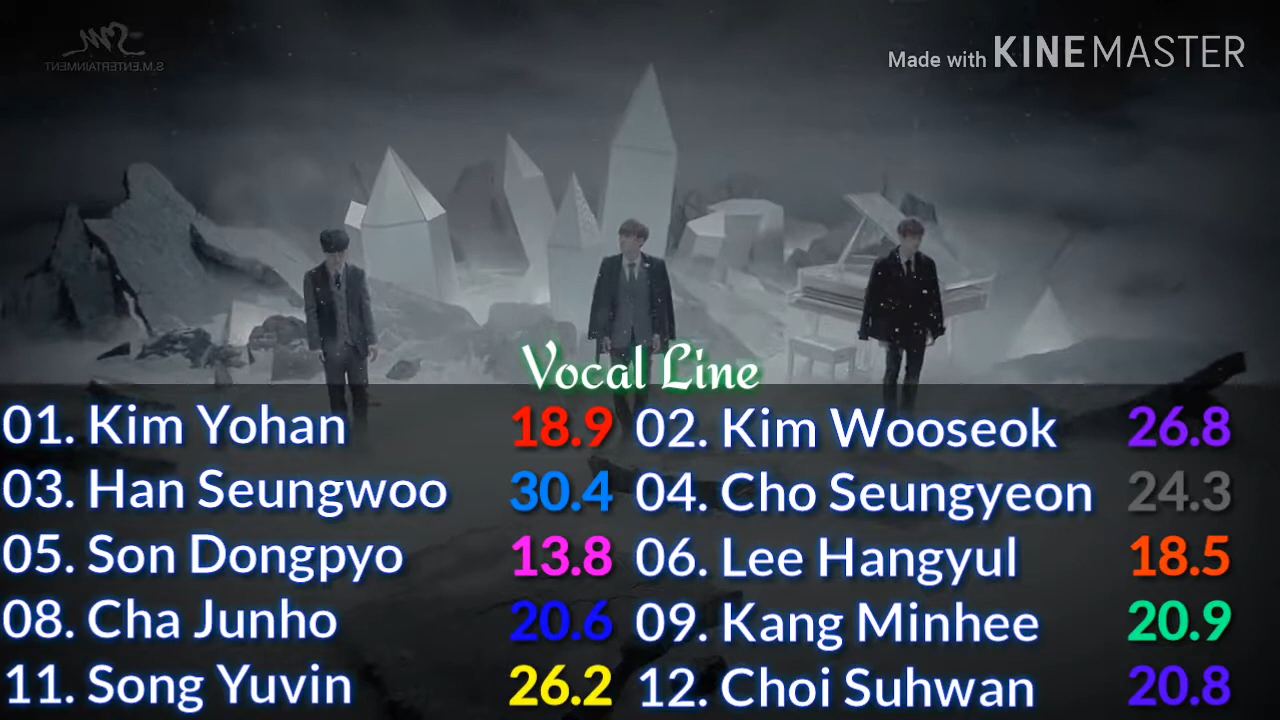 S.M.ENTERTAINMENT
Made with KINEMASTER
Vocal Line
01. Kim Yohan 18.9 02. Kim Wooseok 26.8
03. Han Seungwoo 30.4 04. Cho Seungyeon 24.3
05. Son Dongpyo 13.8 06. Lee Hangyul 18.5
08. Cha Junho 20.6 09. Kang Minhee 20.9
11. Song Yuvin 26.2 12. Choi Suhwan 20.8